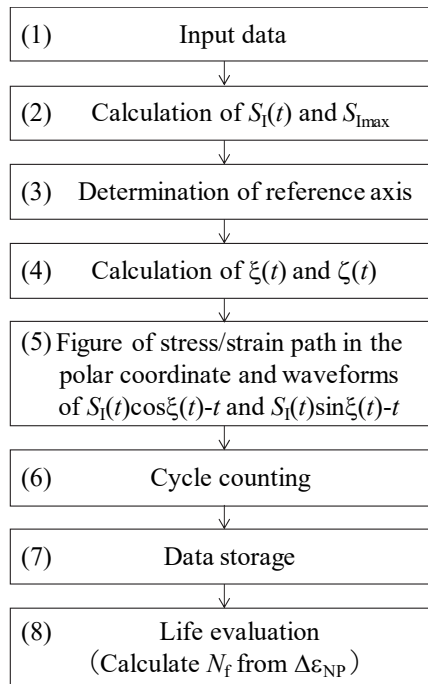 (1) Input data
(2) Calculation of S_I(t) and S_Imax
(3) Determination of reference axis
(4) Calculation of ξ(t) and ζ(t)
(5) Figure of stress/strain path in the
polar coordinate and waveforms
of S_I(t)cosξ(t)-t and S_I(t)sinξ(t)-t
(6) Cycle counting
(7) Data storage
(8) Life evaluation
(Calculate N_f from Δε_NP)